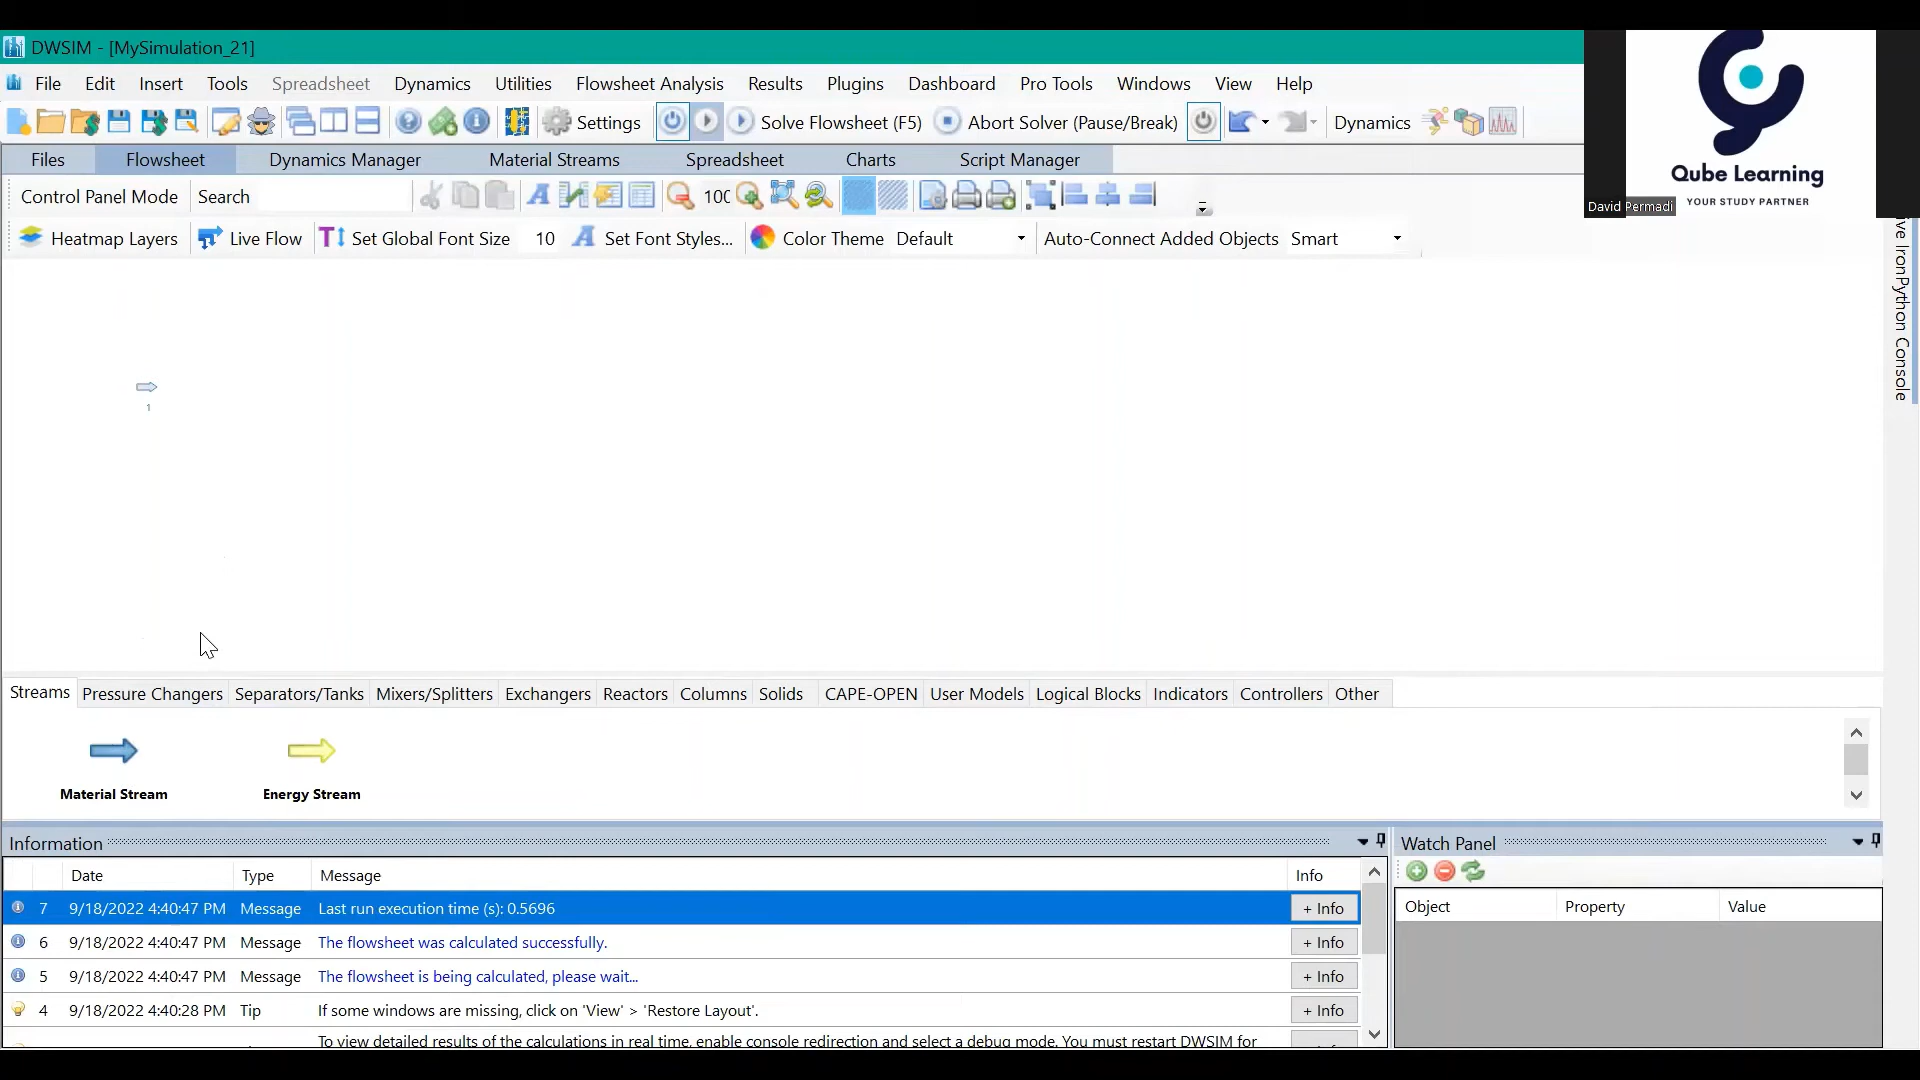 DWSIM - [MySimulation_21]
File Edit Insert Tools Spreadsheet Dynamics Utilities Flowsheet Analysis Results Plugins Dashboard Pro Tools Windows View Help
Settings Solve Flowsheet (F5) Abort Solver (Pause/Break) Dynamics
Qube Learning
YOUR STUDY PARTNER
David Permadi
Files Flowsheet Dynamics Manager Material Streams Spreadsheet Charts Script Manager
Control Panel Mode Search 100
Heatmap Layers Live Flow Set Global Font Size 10 Set Font Styles... Color Theme Default Auto-Connect Added Objects Smart
IronPython Console
1
Streams Pressure Changers Separators/Tanks Mixers/Splitters Exchangers Reactors Columns Solids CAPE-OPEN User Models Logical Blocks Indicators Controllers Other
Material Stream Energy Stream
Information
Date Type Message Info
7 9/18/2022 4:40:47 PM Message Last run execution time (s): 0.5696 + Info
6 9/18/2022 4:40:47 PM Message The flowsheet was calculated successfully. + Info
5 9/18/2022 4:40:47 PM Message The flowsheet is being calculated, please wait... + Info
4 9/18/2022 4:40:28 PM Tip If some windows are missing, click on 'View' > 'Restore Layout'. + Info
To view detailed results of the calculations in real time, enable console redirection and select a debug mode. You must restart DWSIM for
Watch Panel
Object Property Value